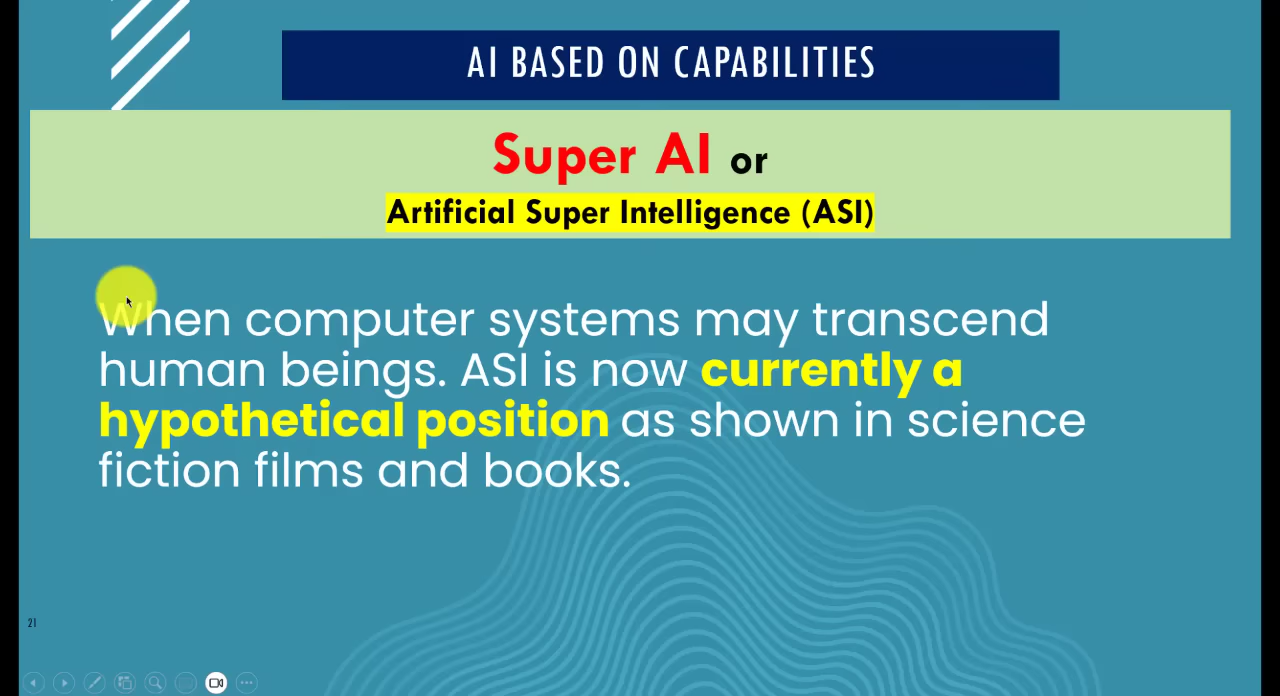 AI BASED ON CAPABILITIES
Super AI or
Artificial Super Intelligence (ASI)
When computer systems may transcend
human beings. ASI is now currently a
hypothetical position as shown in science
fiction films and books.
21